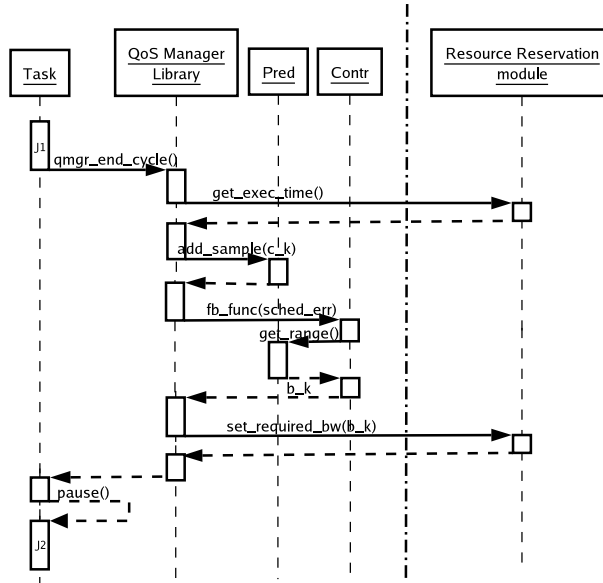 Task
QoS Manager
Library
Pred
Contr
Resource Reservation
module
J1
qmgr_end_cycle()
get_exec_time()
add_sample(c_k)
fb_func(sched_err)
get_range()
b_k
set_required_bw(b_k)
pause()
J2